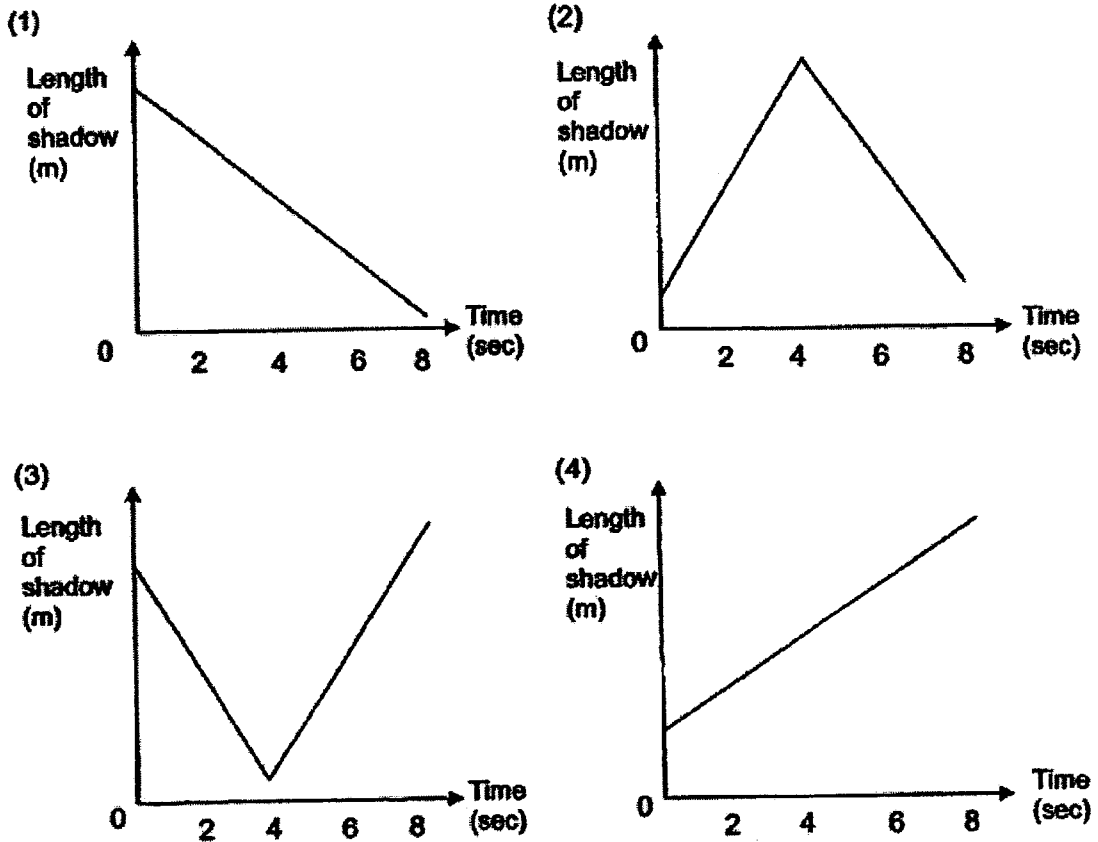 (1)
Length
of
shadow
(m)
Time
(sec)
0 2 4 6 8
(2)
Length
of
shadow
(m)
Time
(sec)
0 2 4 6 8
(3)
Length
of
shadow
(m)
Time
(sec)
0 2 4 6 8
(4)
Length
of
shadow
(m)
Time
(sec)
0 2 4 6 8